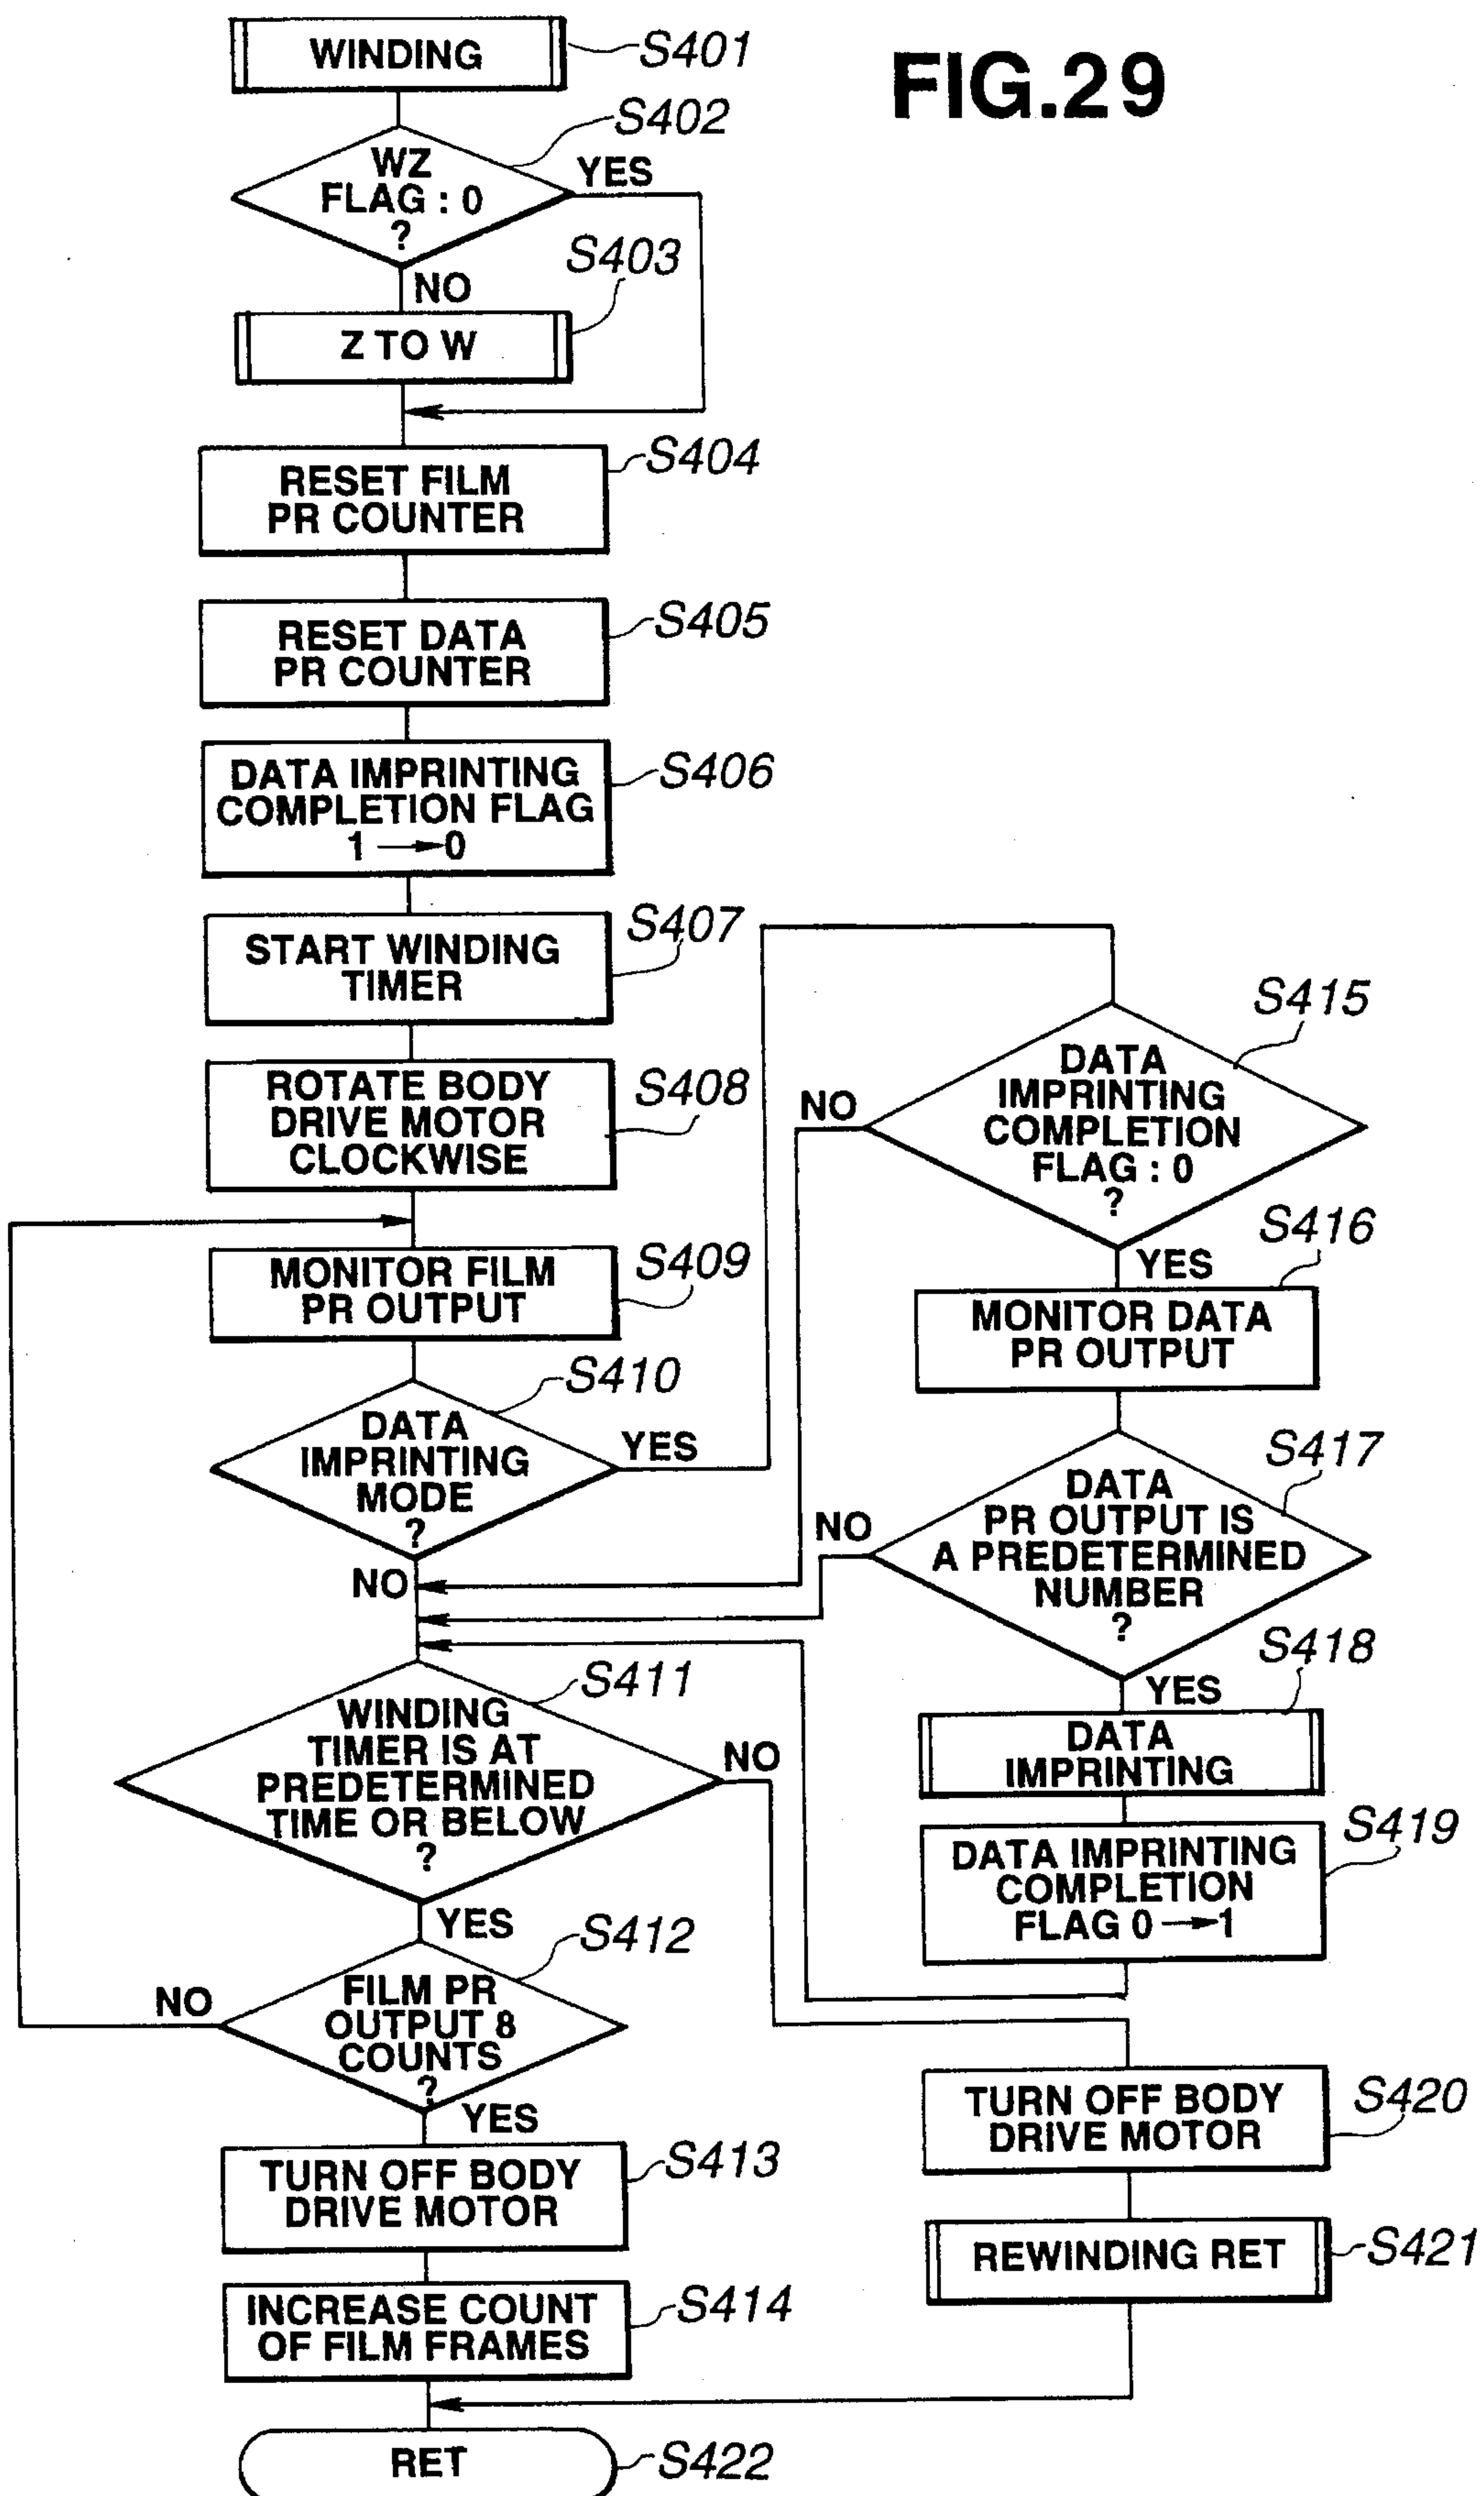 FIG.29
WINDING
S401
S402
WZ
FLAG : 0
?
YES
NO
S403
Z TO W
S404
RESET FILM
PR COUNTER
S405
RESET DATA
PR COUNTER
S406
DATA IMPRINTING
COMPLETION FLAG
1 → 0
S407
START WINDING
TIMER
S408
ROTATE BODY
DRIVE MOTOR
CLOCKWISE
S409
MONITOR FILM
PR OUTPUT
S410
DATA
IMPRINTING
MODE
?
YES
NO
S411
WINDING
TIMER IS AT
PREDETERMINED
TIME OR BELOW
?
NO
YES
S412
FILM PR
OUTPUT 8
COUNTS
?
NO
YES
S413
TURN OFF BODY
DRIVE MOTOR
S414
INCREASE COUNT
OF FILM FRAMES
S415
DATA
IMPRINTING
COMPLETION
FLAG : 0
?
NO
YES
S416
MONITOR DATA
PR OUTPUT
S417
DATA
PR OUTPUT IS
A PREDETERMINED
NUMBER
?
NO
YES
S418
DATA
IMPRINTING
S419
DATA IMPRINTING
COMPLETION
FLAG 0 → 1
S420
TURN OFF BODY
DRIVE MOTOR
S421
REWINDING RET
RET
S422